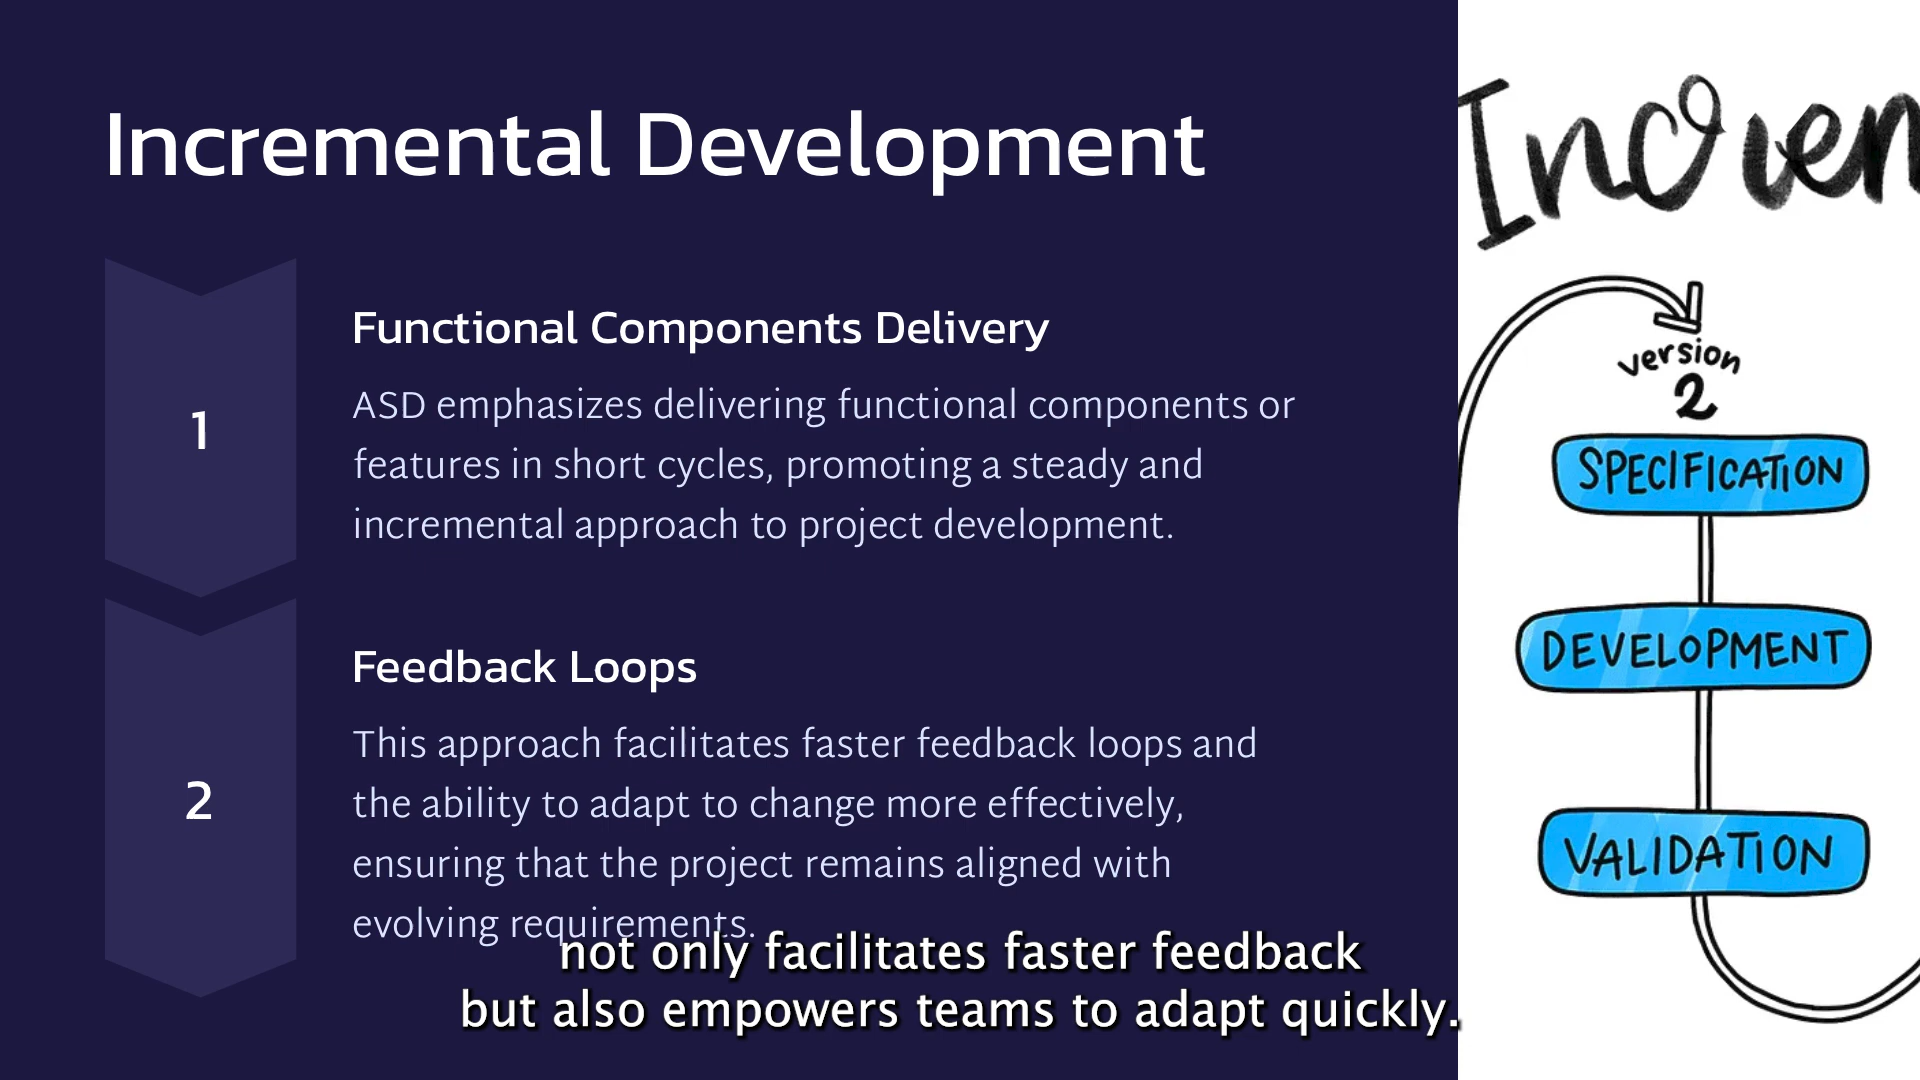 Incremental Development
1
Functional Components Delivery
ASD emphasizes delivering functional components or
features in short cycles, promoting a steady and
incremental approach to project development.
2
Feedback Loops
This approach facilitates faster feedback loops and
the ability to adapt to change more effectively,
ensuring that the project remains aligned with
evolving requirements.
not only facilitates faster feedback
but also empowers teams to adapt quickly.
Increm
version
2
SPECIFICATION
DEVELOPMENT
VALIDATION